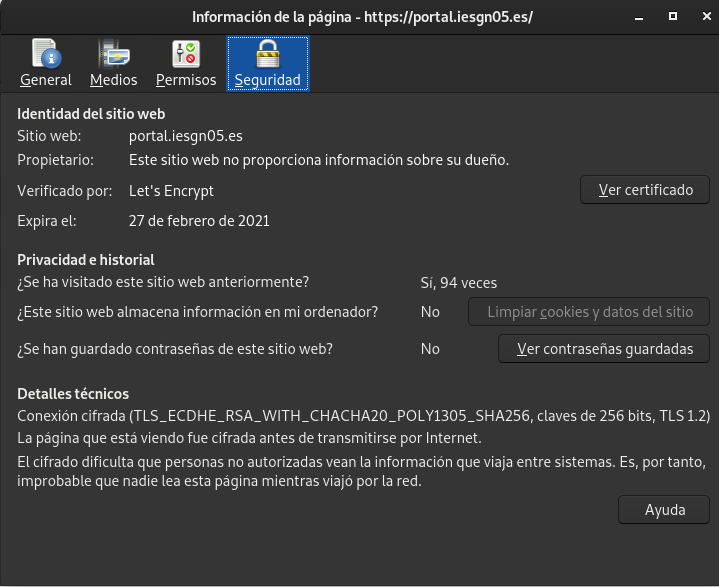 Información de la página - https://portal.iesgn05.es/
General Medios Permisos Seguridad
Identidad del sitio web
Sitio web: portal.iesgn05.es
Propietario: Este sitio web no proporciona información sobre su dueño.
Verificado por: Let's Encrypt Ver certificado
Expira el: 27 de febrero de 2021
Privacidad e historial
¿Se ha visitado este sitio web anteriormente? Sí, 94 veces
¿Este sitio web almacena información en mi ordenador? No Limpiar cookies y datos del sitio
¿Se han guardado contraseñas de este sitio web? No Ver contraseñas guardadas
Detalles técnicos
Conexión cifrada (TLS_ECDHE_RSA_WITH_CHACHA20_POLY1305_SHA256, claves de 256 bits, TLS 1.2)
La página que está viendo fue cifrada antes de transmitirse por Internet.
El cifrado dificulta que personas no autorizadas vean la información que viaja entre sistemas. Es, por tanto,
improbable que nadie lea esta página mientras viajó por la red.
Ayuda